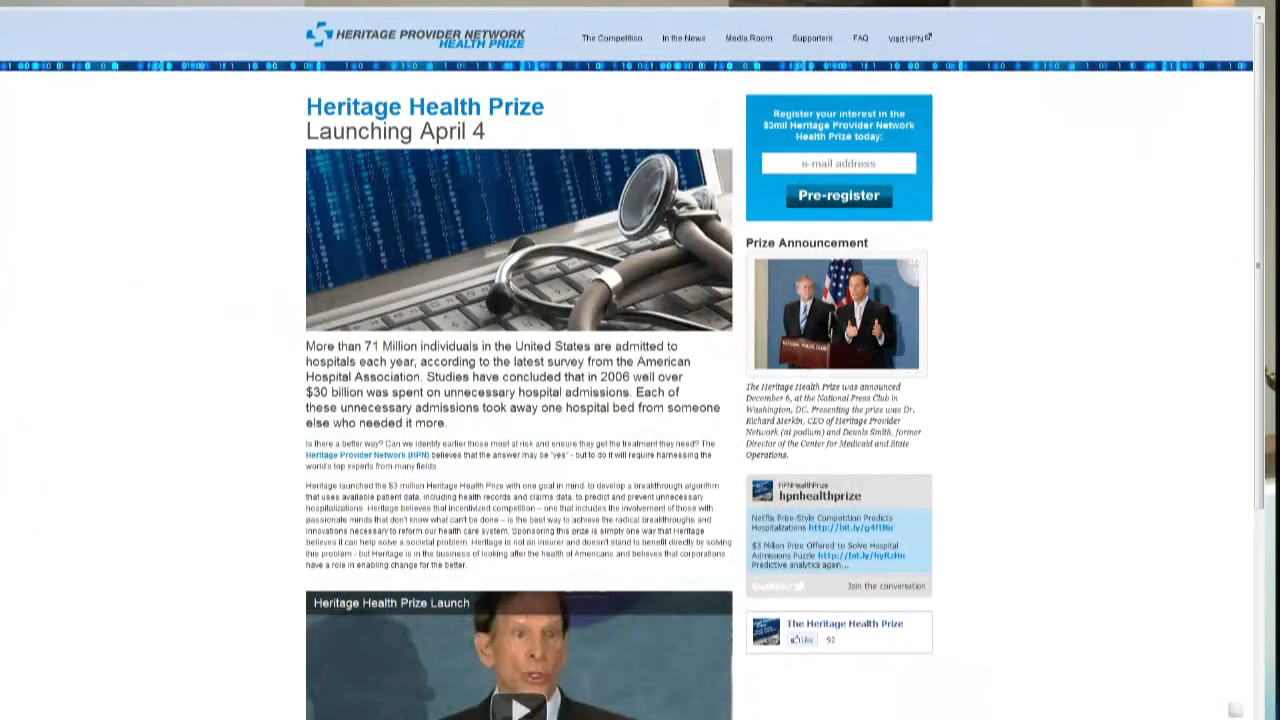 HERITAGE PROVIDER NETWORK
HEALTH PRIZE
The Competition
In the News
Media Room
Supporters
FAQ
Visit HPN
Heritage Health Prize
Launching April 4
More than 71 Million individuals in the United States are admitted to
hospitals each year, according to the latest survey from the American
Hospital Association. Studies have concluded that in 2006 well over
$30 billion was spent on unnecessary hospital admissions. Each of
these unnecessary admissions took away one hospital bed from someone
else who needed it more.
Is there a better way? Can we identify earlier those most at risk and ensure they get the treatment they need? The
Heritage Provider Network (HPN) believes that the answer may be "yes" - but to do it will require harnessing the
world's top experts from many fields
Heritage launched the $3 million Heritage Health Prize with one goal in mind: to develop a breakthrough algorithm
that uses available patient data, including health records and claims data, to predict and prevent unnecessary
hospitalizations. Heritage believes that incentivized competition – one that includes the involvement of those with
passionate minds that don't know what can't be done – is the best way to achieve the radical breakthroughs and
innovations necessary to reform our health care system. Sponsoring this prize is simply one way that Heritage
believes it can help solve a societal problem. Heritage is not an insurer and doesn't stand to benefit directly by solving
this problem - but Heritage is in the business of looking after the health of Americans and believes that corporations
have a role in enabling change for the better.
Heritage Health Prize Launch
Register your interest in the
$3mil Heritage Provider Network
Health Prize today:
e-mail address
Pre-register
Prize Announcement
NATIONAL PRESS CLUB
The Heritage Health Prize was announced
December 6, at the National Press Club in
Washington, DC. Presenting the prize was Dr.
Richard Merkin, CEO of Heritage Provider
Network (at podium) and Dennis Smith, former
Director of the Center for Medicaid and State
Operations.
HPNHealthPrize
hpnhealthprize
Netflix Prize-Style Competition Predicts
Hospitalizations
$3 Million Prize Offered to Solve Hospital
Admissions Puzzle
Predictive analytics again...
Join the conversation
The Heritage Health Prize
Like
92